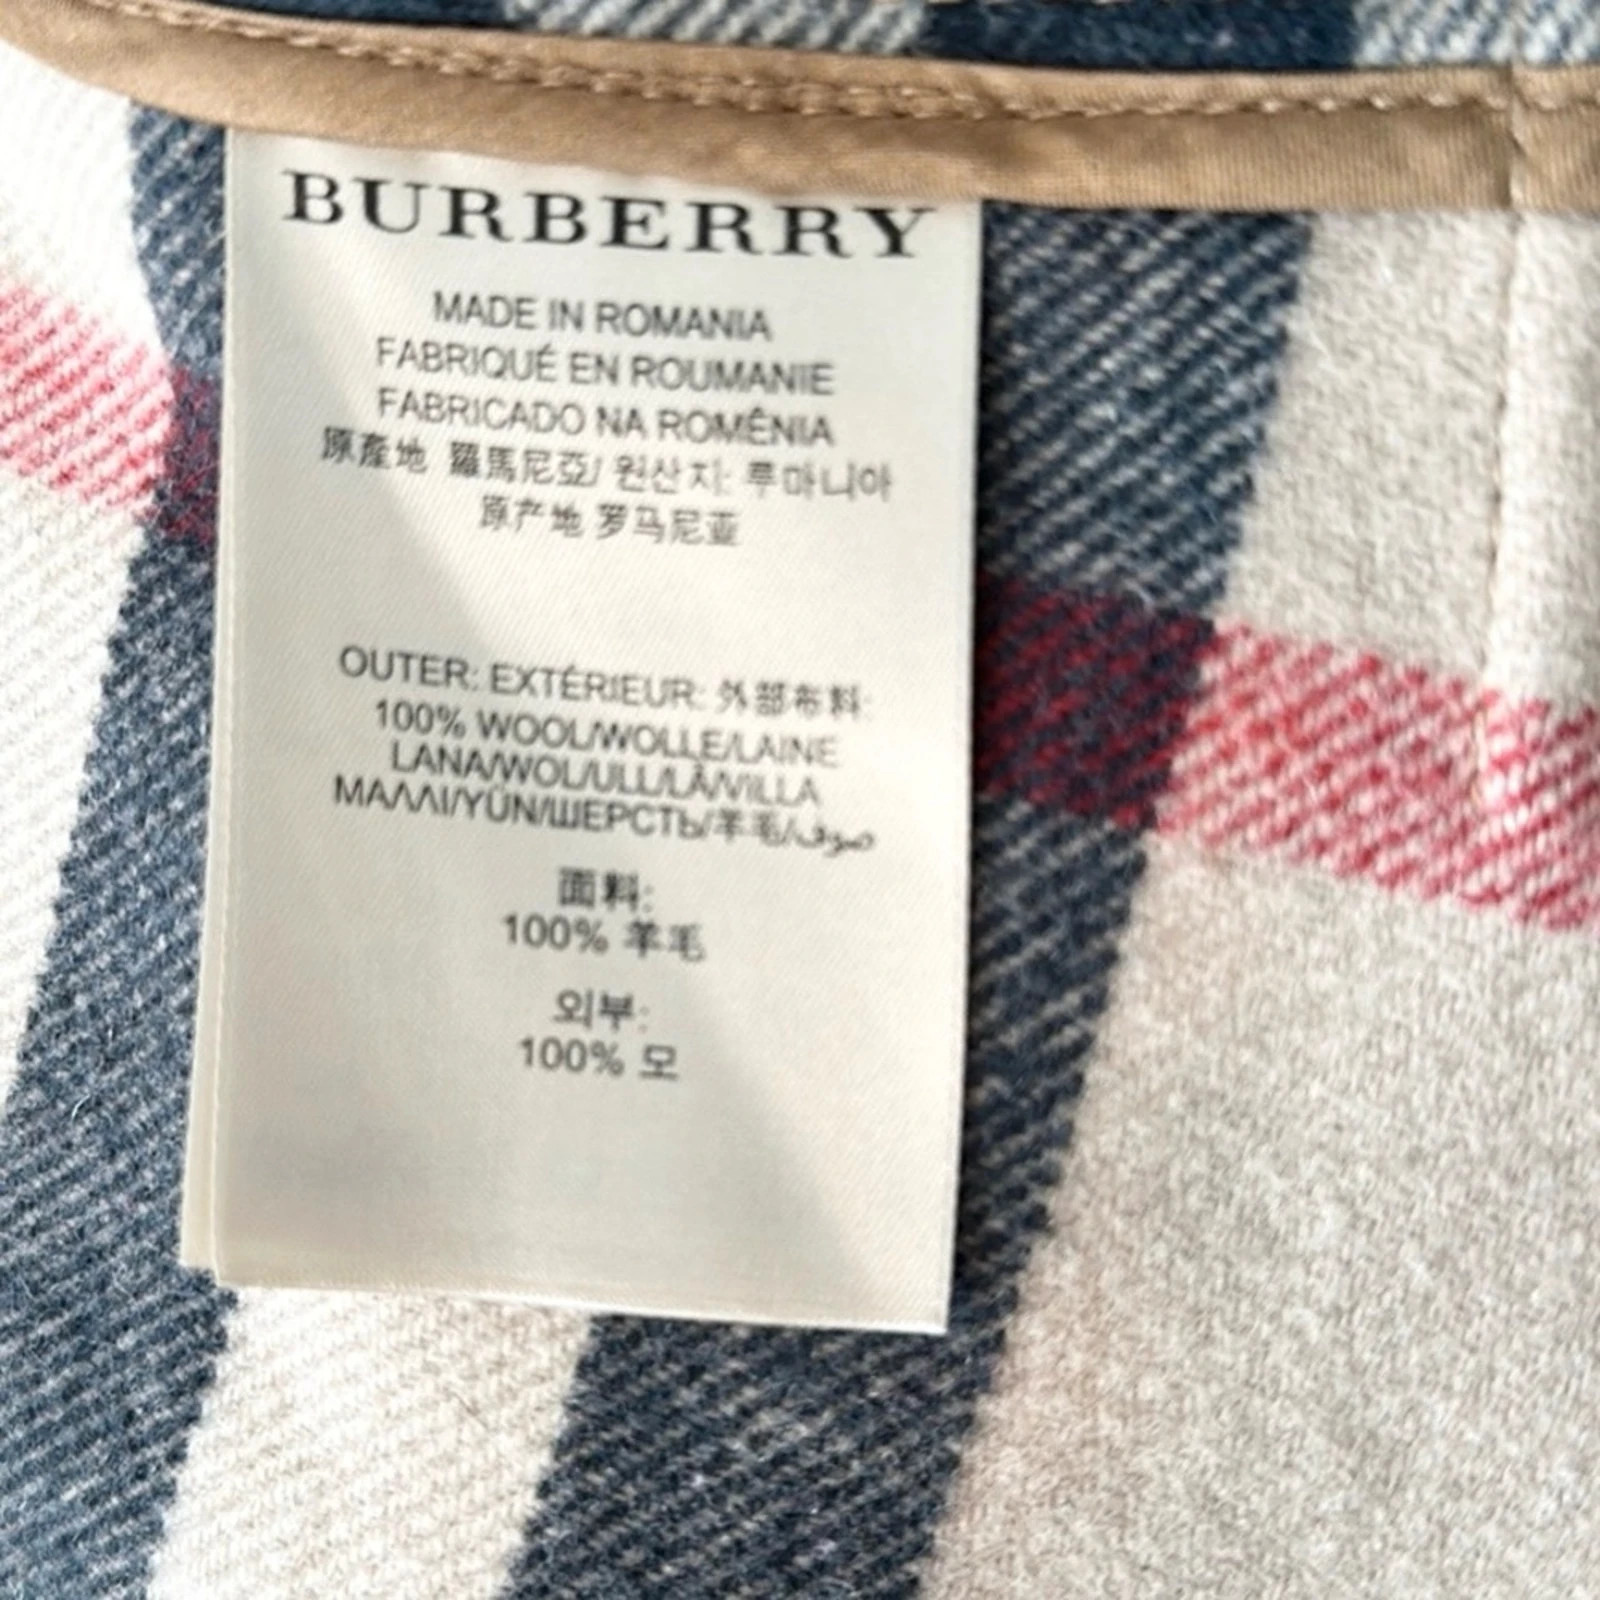 BURBERRY
MADE IN ROMANIA
FABRIQUÉ EN ROUMANIE
FABRICADO NA ROMÊNIA
原產地 羅馬尼亞/ 원산지: 루마니아
原产地 罗马尼亚
OUTER: EXTÉRIEUR: 外部布料:
100% WOOL/WOLLE/LAINE
LANA/WOL/ULL/LÃ/VILLA
ΜΑΛΛΙ/YÜN/ШЕРСТЬ/羊毛/صوف
面料:
100% 羊毛
외부:
100% 모